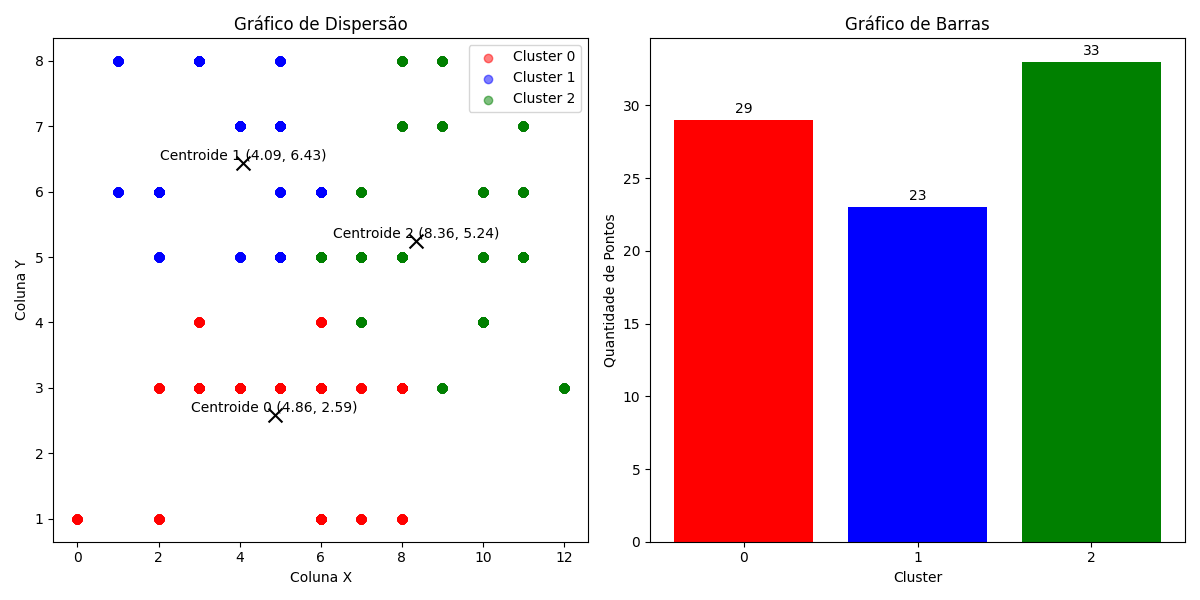 Gráfico de Dispersão
8
7
6
5
4
3
2
1
Coluna Y
Cluster 0
Cluster 1
Cluster 2
Centroide 1 (4.09, 6.43)
Centroide 2 (8.36, 5.24)
Centroide 0 (4.86, 2.59)
0 2 4 6 8 10 12
Coluna X
Gráfico de Barras
30
25
20
15
10
5
0
Quantidade de Pontos
29
23
33
0 1 2
Cluster